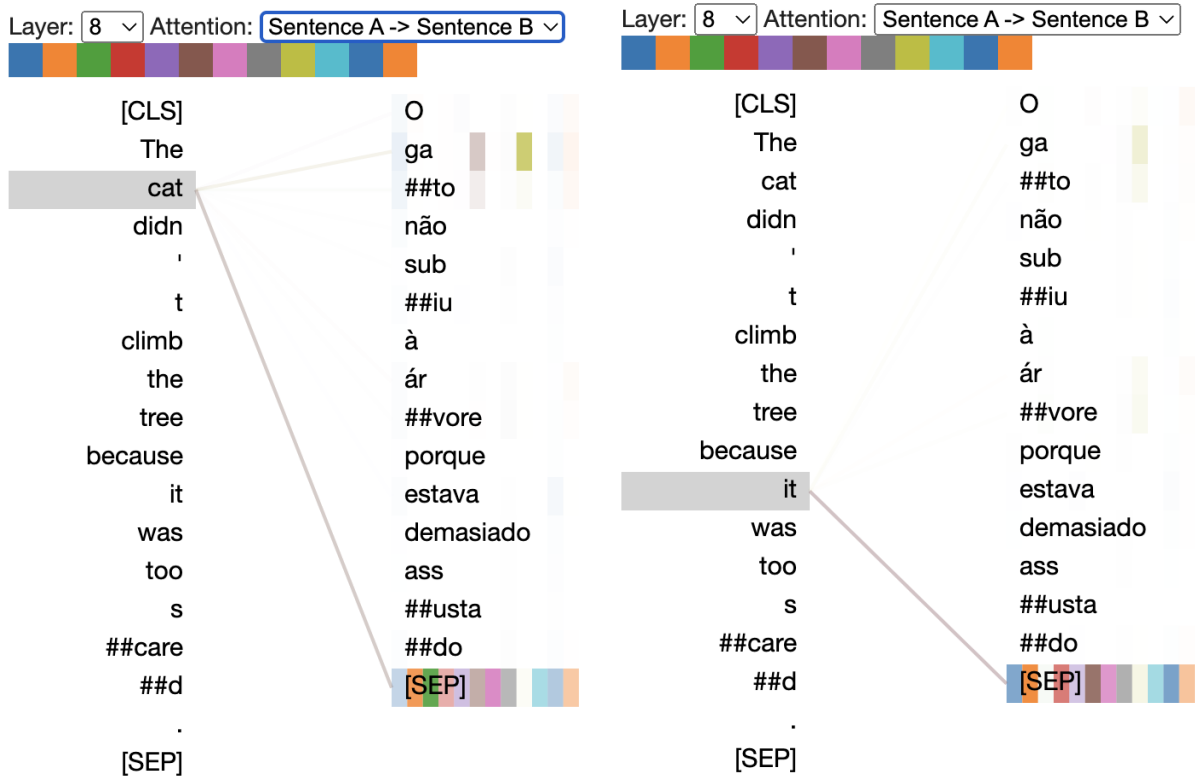 Layer: 8 Attention: Sentence A -> Sentence B
[CLS]
The
cat
didn
'
t
climb
the
tree
because
it
was
too
s
##care
##d
.
[SEP]
O
ga
##to
não
sub
##iu
à
ár
##vore
porque
estava
demasiado
ass
##usta
##do
[SEP]
Layer: 8 Attention: Sentence A -> Sentence B
[CLS]
The
cat
didn
'
t
climb
the
tree
because
it
was
too
s
##care
##d
.
[SEP]
O
ga
##to
não
sub
##iu
à
ár
##vore
porque
estava
demasiado
ass
##usta
##do
[SEP]